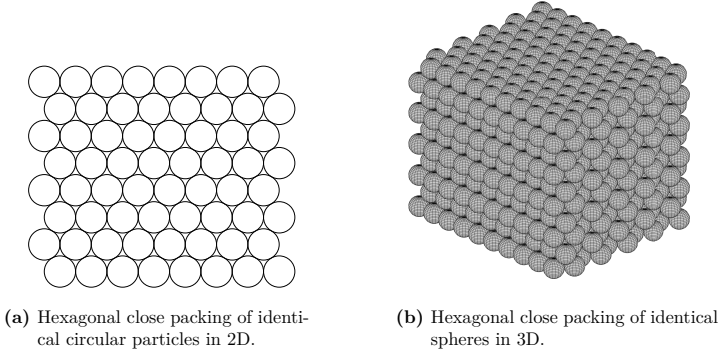 (a) Hexagonal close packing of identi-
cal circular particles in 2D.
(b) Hexagonal close packing of identical
spheres in 3D.